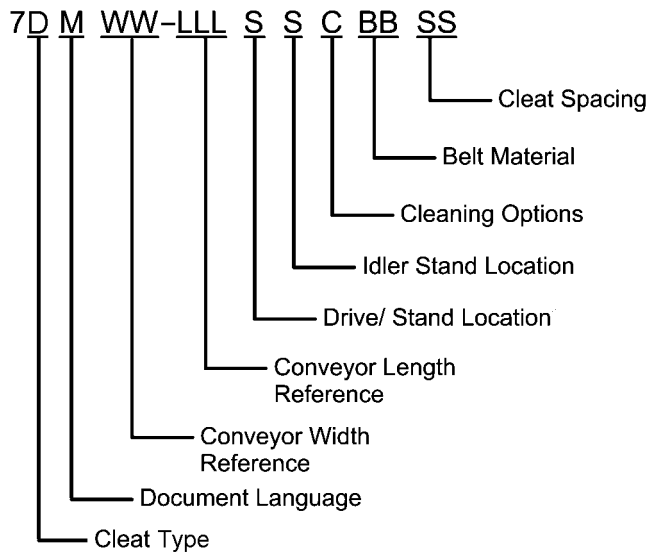 7D M WW-LLL S S C BB SS
Cleat Spacing
Belt Material
Cleaning Options
Idler Stand Location
Drive/ Stand Location
Conveyor Length
Reference
Conveyor Width
Reference
Document Language
Cleat Type